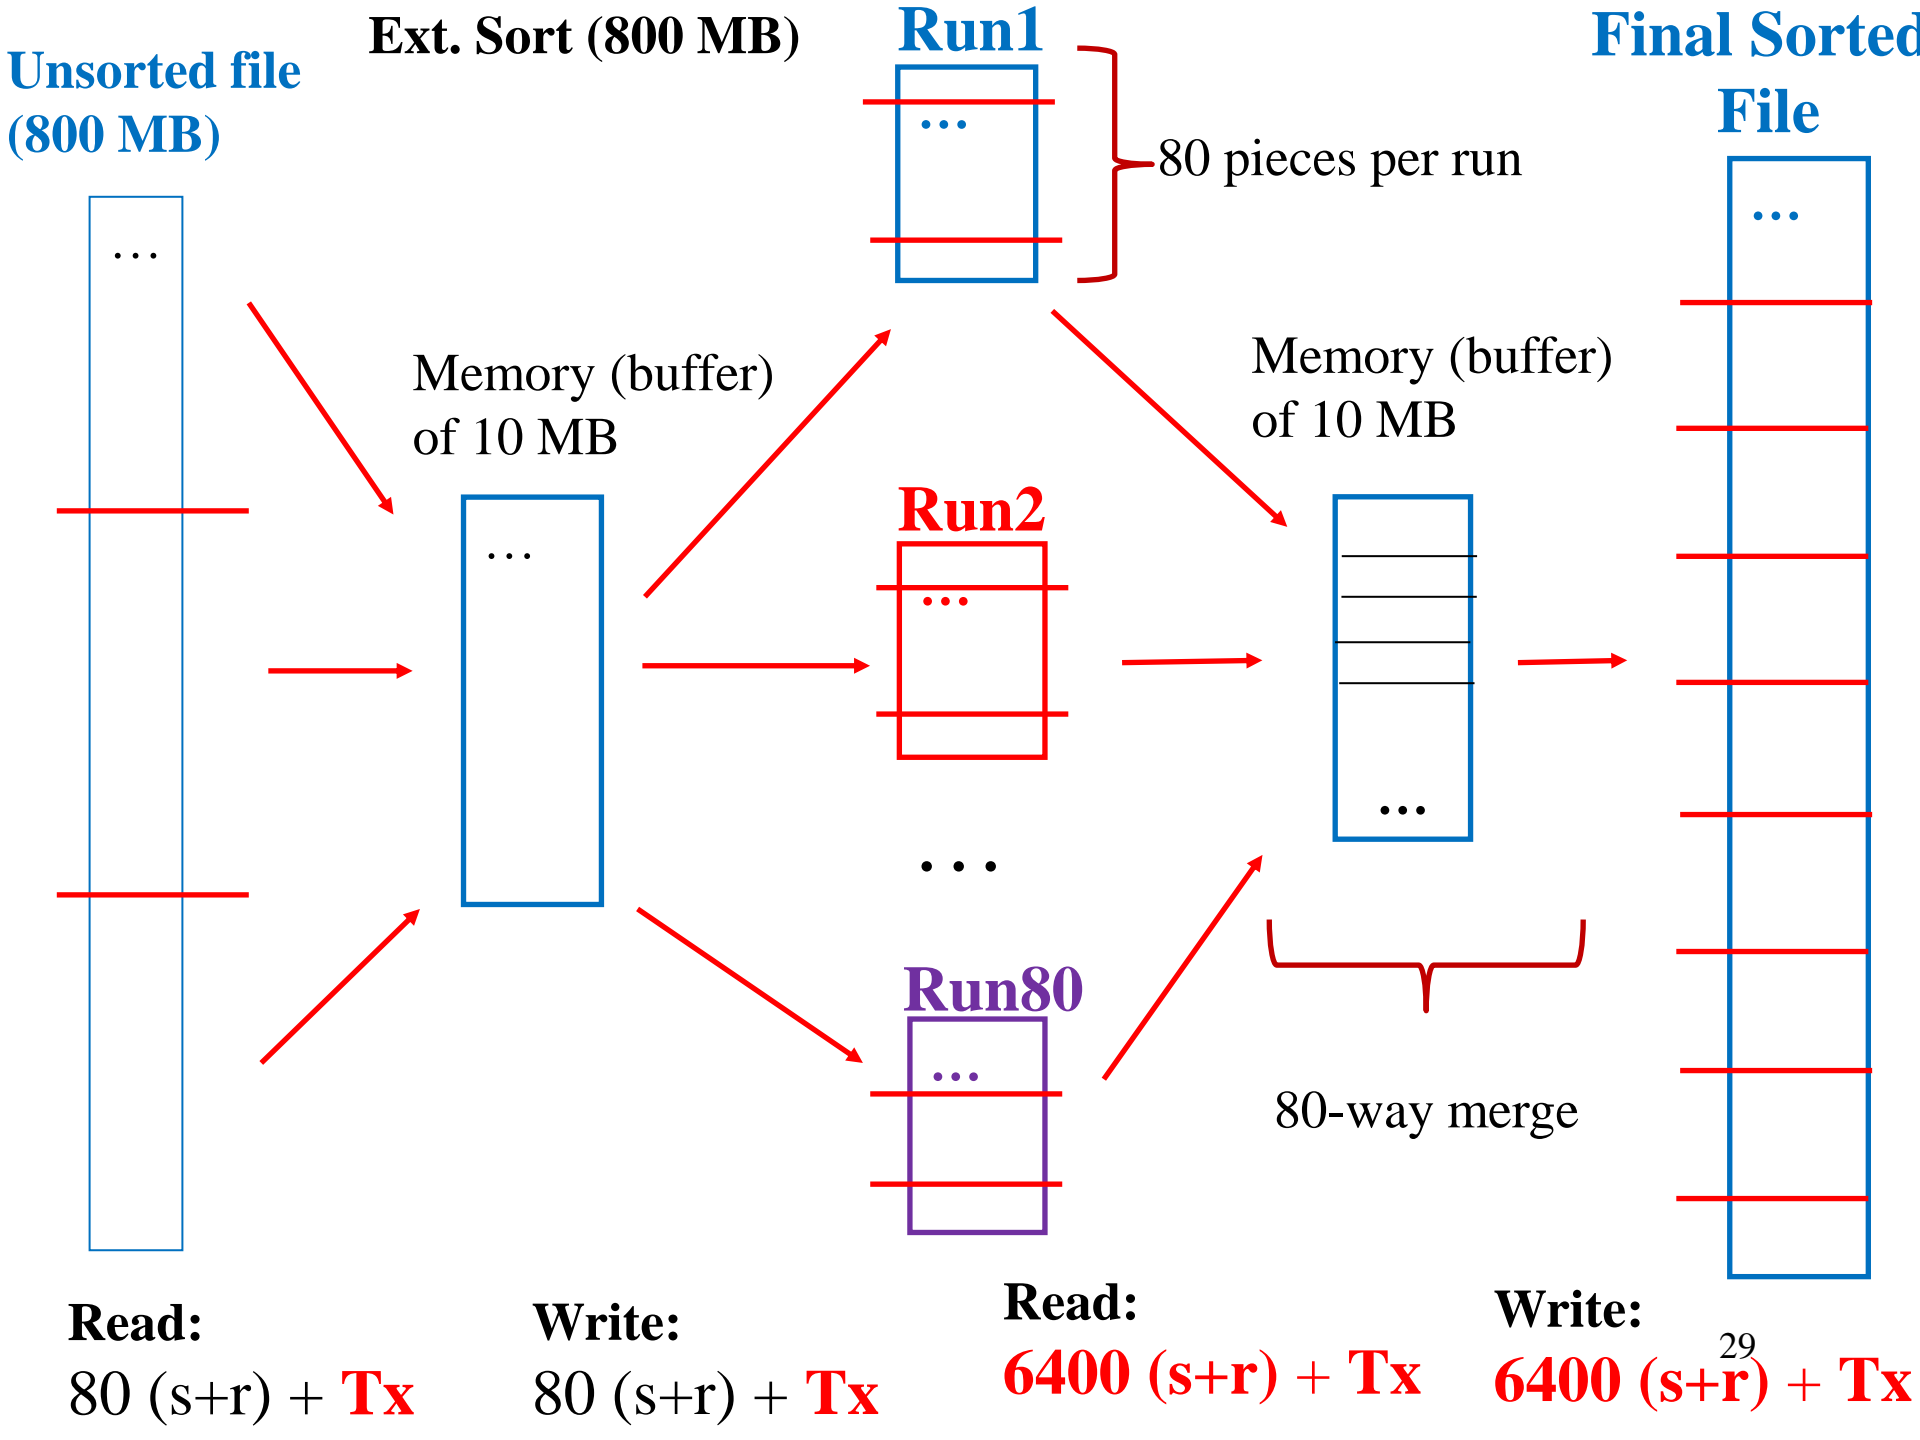 Ext. Sort (800 MB)
Unsorted file
(800 MB)
…
Memory (buffer)
of 10 MB
…
Run1
…
80 pieces per run
Run2
…
…
Run80
…
Memory (buffer)
of 10 MB
…
80-way merge
Final Sorted
File
…
Read:
80 (s+r) + Tx
Write:
80 (s+r) + Tx
Read:
6400 (s+r) + Tx
Write:
6400 (s+r) + Tx
29